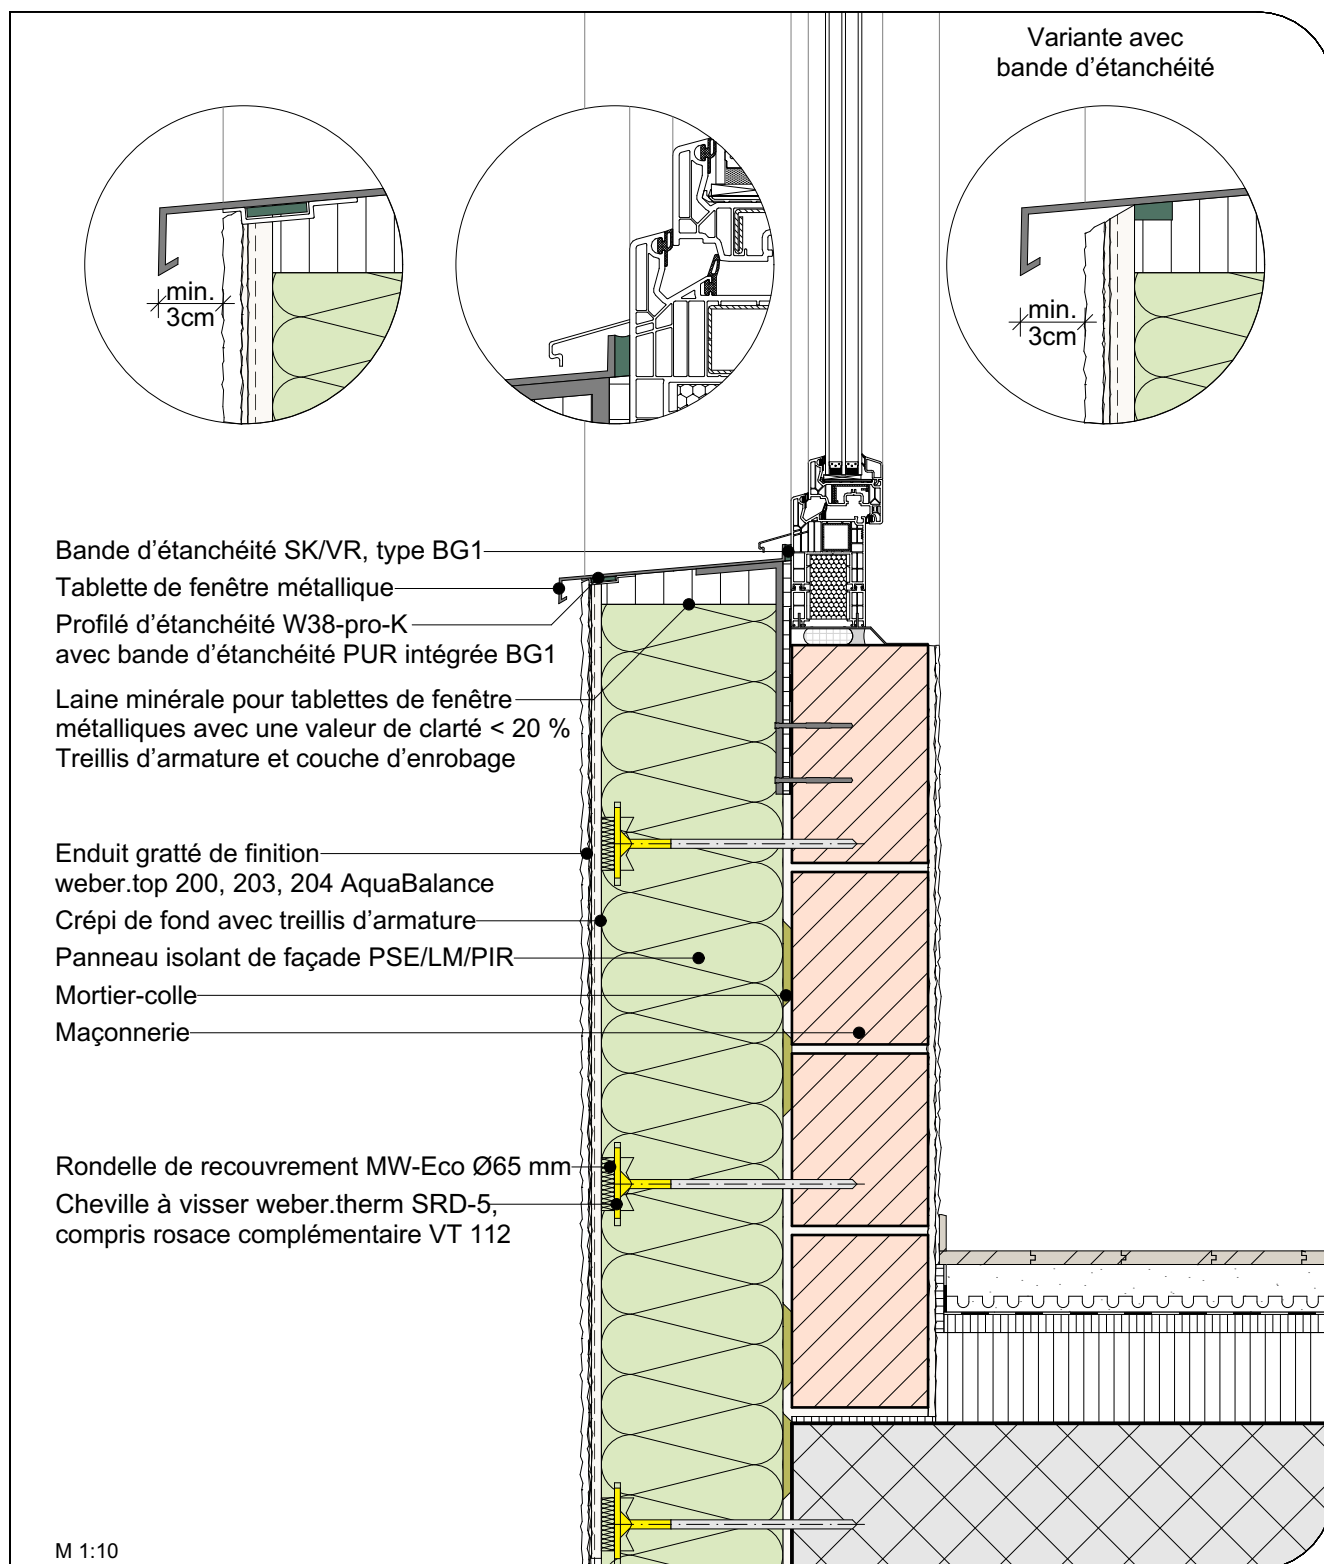 Variante avec
bande d’étanchéité
min.
3cm
min.
3cm
Bande d’étanchéité SK/VR, type BG1
Tablette de fenêtre métallique
Profilé d’étanchéité W38-pro-K
avec bande d’étanchéité PUR intégrée BG1
Laine minérale pour tablettes de fenêtre
métalliques avec une valeur de clarté < 20 %
Treillis d’armature et couche d’enrobage
Enduit gratté de finition
weber.top 200, 203, 204 AquaBalance
Crépi de fond avec treillis d’armature
Panneau isolant de façade PSE/LM/PIR
Mortier-colle
Maçonnerie
Rondelle de recouvrement MW-Eco Ø65 mm
Cheville à visser weber.therm SRD-5,
compris rosace complémentaire VT 112
M 1:10